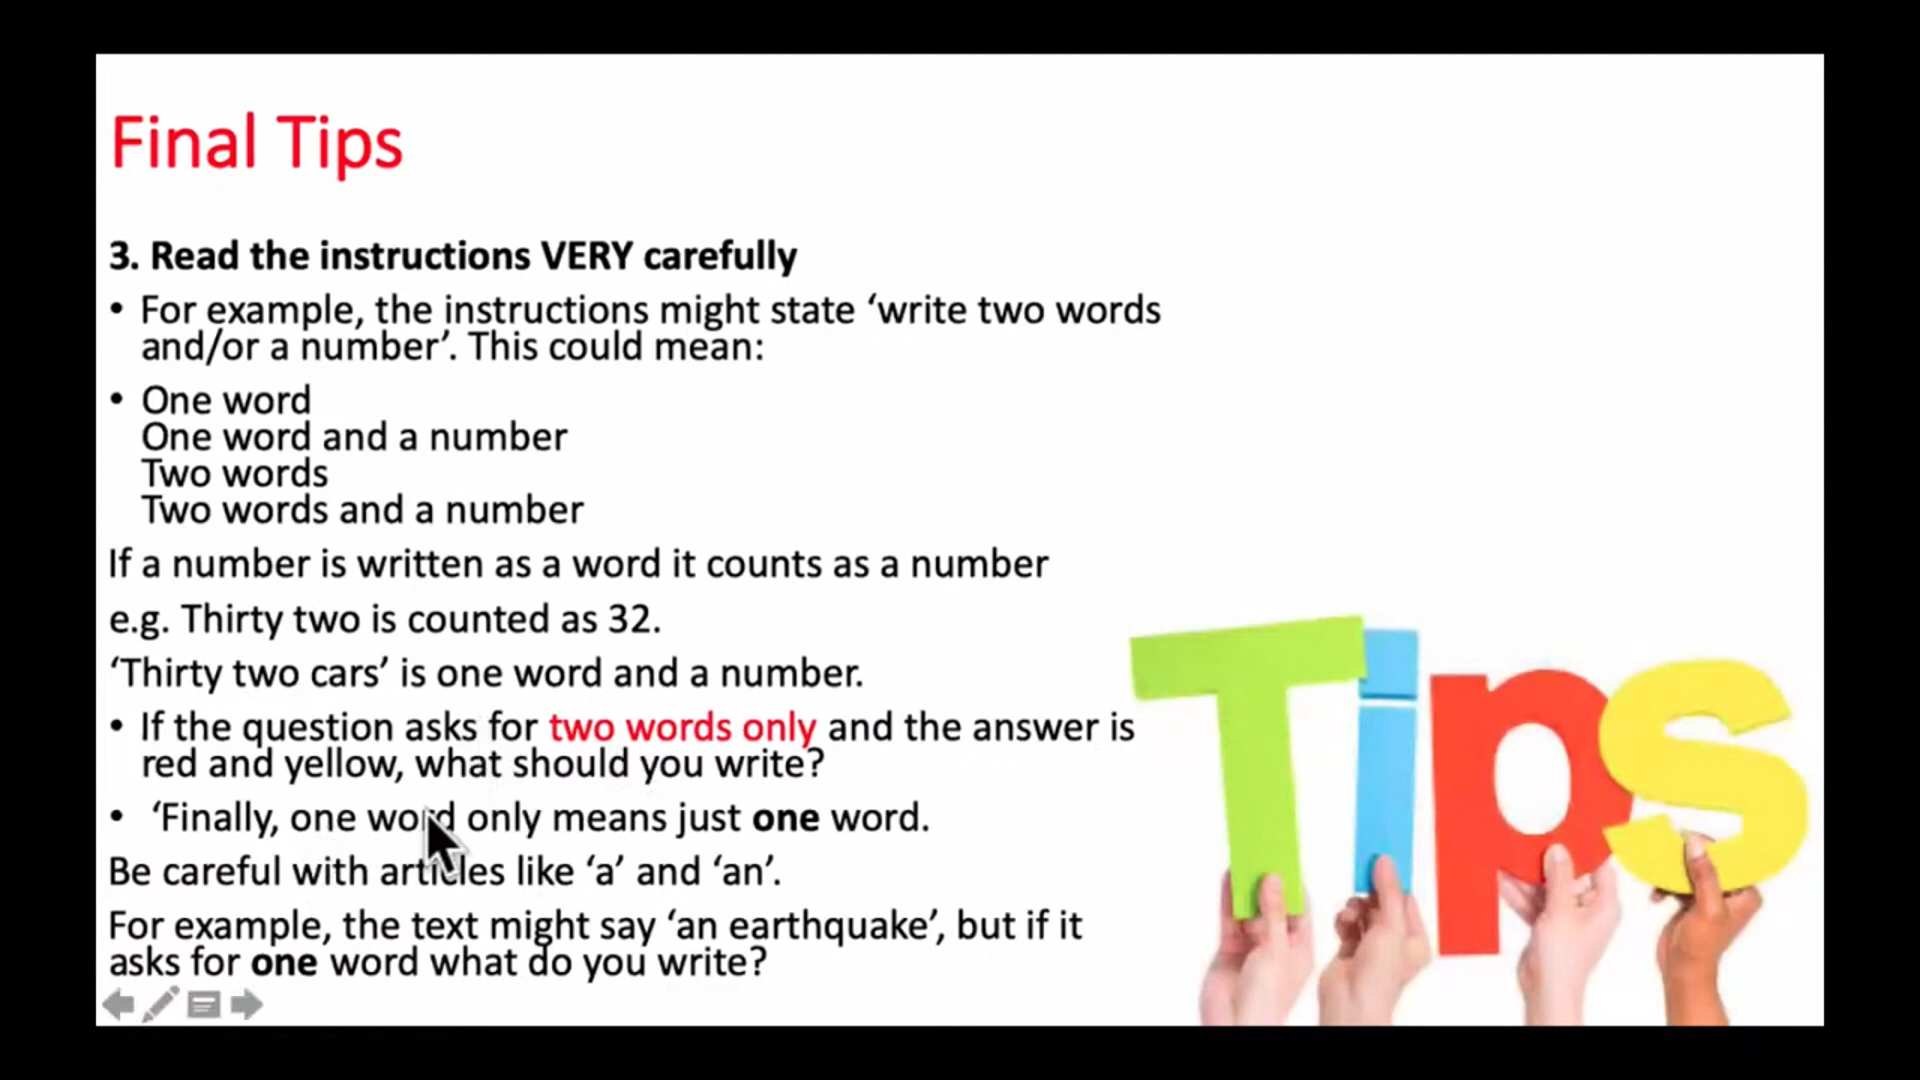 Final Tips
3. Read the instructions VERY carefully
• For example, the instructions might state ‘write two words
and/or a number’. This could mean:
• One word
One word and a number
Two words
Two words and a number
If a number is written as a word it counts as a number
e.g. Thirty two is counted as 32.
‘Thirty two cars’ is one word and a number.
• If the question asks for two words only and the answer is
red and yellow, what should you write?
• ‘Finally, one word only means just one word.
Be careful with articles like ‘a’ and ‘an’.
For example, the text might say ‘an earthquake’, but if it
asks for one word what do you write?
Tips